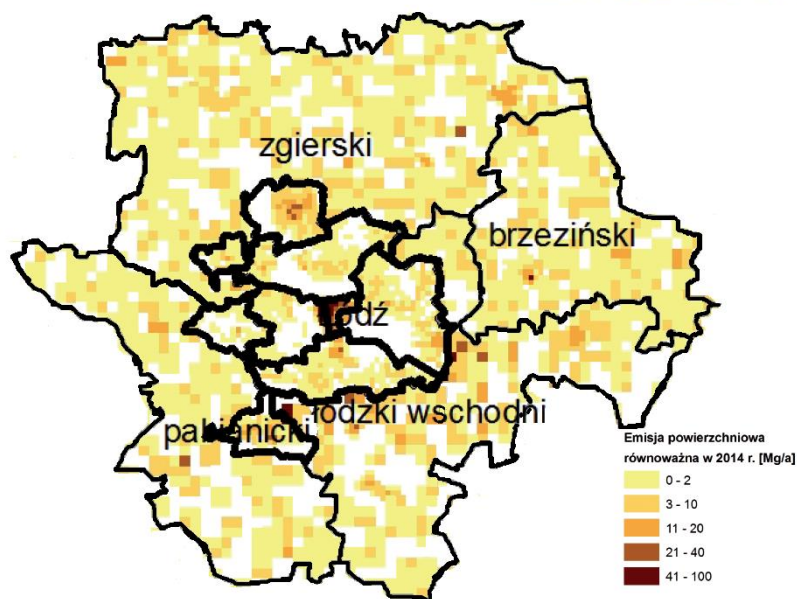 zgierski
brzeziński
Łódź
łódzki wschodni
pabianicki
Emisja powierzchniowa
równoważna w 2014 r. [Mg/a]
0 - 2
3 - 10
11 - 20
21 - 40
41 - 100